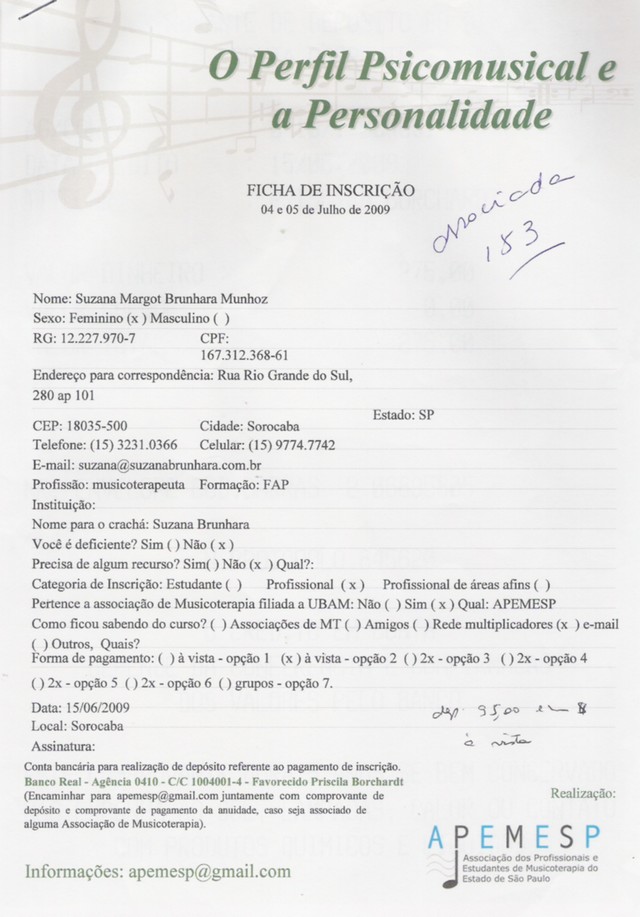 O Perfil Psicomusical e
a Personalidade
FICHA DE INSCRIÇÃO
04 e 05 de Julho de 2009
associada
183
Nome: Suzana Margot Brunhara Munhoz
Sexo: Feminino (x ) Masculino ( )
RG: 12.227.970-7 CPF:
167.312.368-61
Endereço para correspondência: Rua Rio Grande do Sul,
280 ap 101
Estado: SP
CEP: 18035-500 Cidade: Sorocaba
Telefone: (15) 3231.0366 Celular: (15) 9774.7742
E-mail: suzana@suzanabrunhara.com.br
Profissão: musicoterapeuta Formação: FAP
Instituição:
Nome para o crachá: Suzana Brunhara
Você é deficiente? Sim ( ) Não ( x )
Precisa de algum recurso? Sim( ) Não (x ) Qual?:
Categoria de Inscrição: Estudante ( ) Profissional ( x ) Profissional de áreas afins ( )
Pertence a associação de Musicoterapia filiada a UBAM: Não ( ) Sim ( x ) Qual: APEMESP
Como ficou sabendo do curso? ( ) Associações de MT ( ) Amigos ( ) Rede multiplicadores (x ) e-mail
( ) Outros, Quais?
Forma de pagamento: ( ) à vista - opção 1 (x ) à vista - opção 2 ( ) 2x - opção 3 ( ) 2x - opção 4
( ) 2x - opção 5 ( ) 2x - opção 6 ( ) grupos - opção 7.
Data: 15/06/2009
dep. 95,00 em $
Local: Sorocaba
à vista
Assinatura:
Conta bancária para realização de depósito referente ao pagamento de inscrição.
Banco Real - Agência 0410 - C/C 1004001-4 - Favorecido Priscila Borchardt
(Encaminhar para apemesp@gmail.com juntamente com comprovante de
depósito e comprovante de pagamento da anuidade, caso seja associado de
alguma Associação de Musicoterapia).
Realização:
APEMESP
Associação dos Profissionais e
Estudantes de Musicoterapia do
Estado de São Paulo
Informações: apemesp@gmail.com